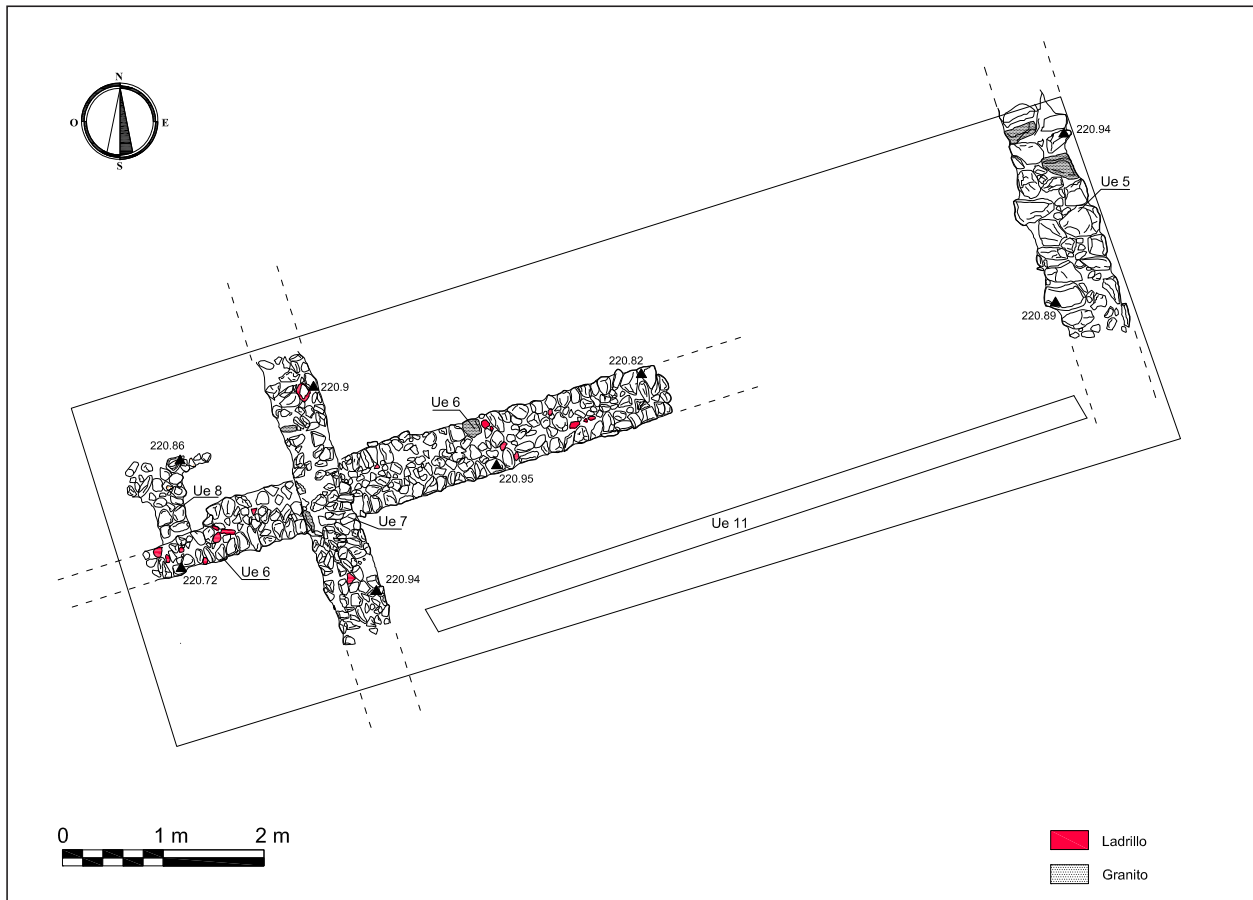 N
O E
S
220.94
Ue 5
220.89
220.82
220.9
Ue 6
220.86
220.95
Ue 8
Ue 7
Ue 11
Ue 6
220.72
220.94
0 1 m 2 m
Ladrillo
Granito